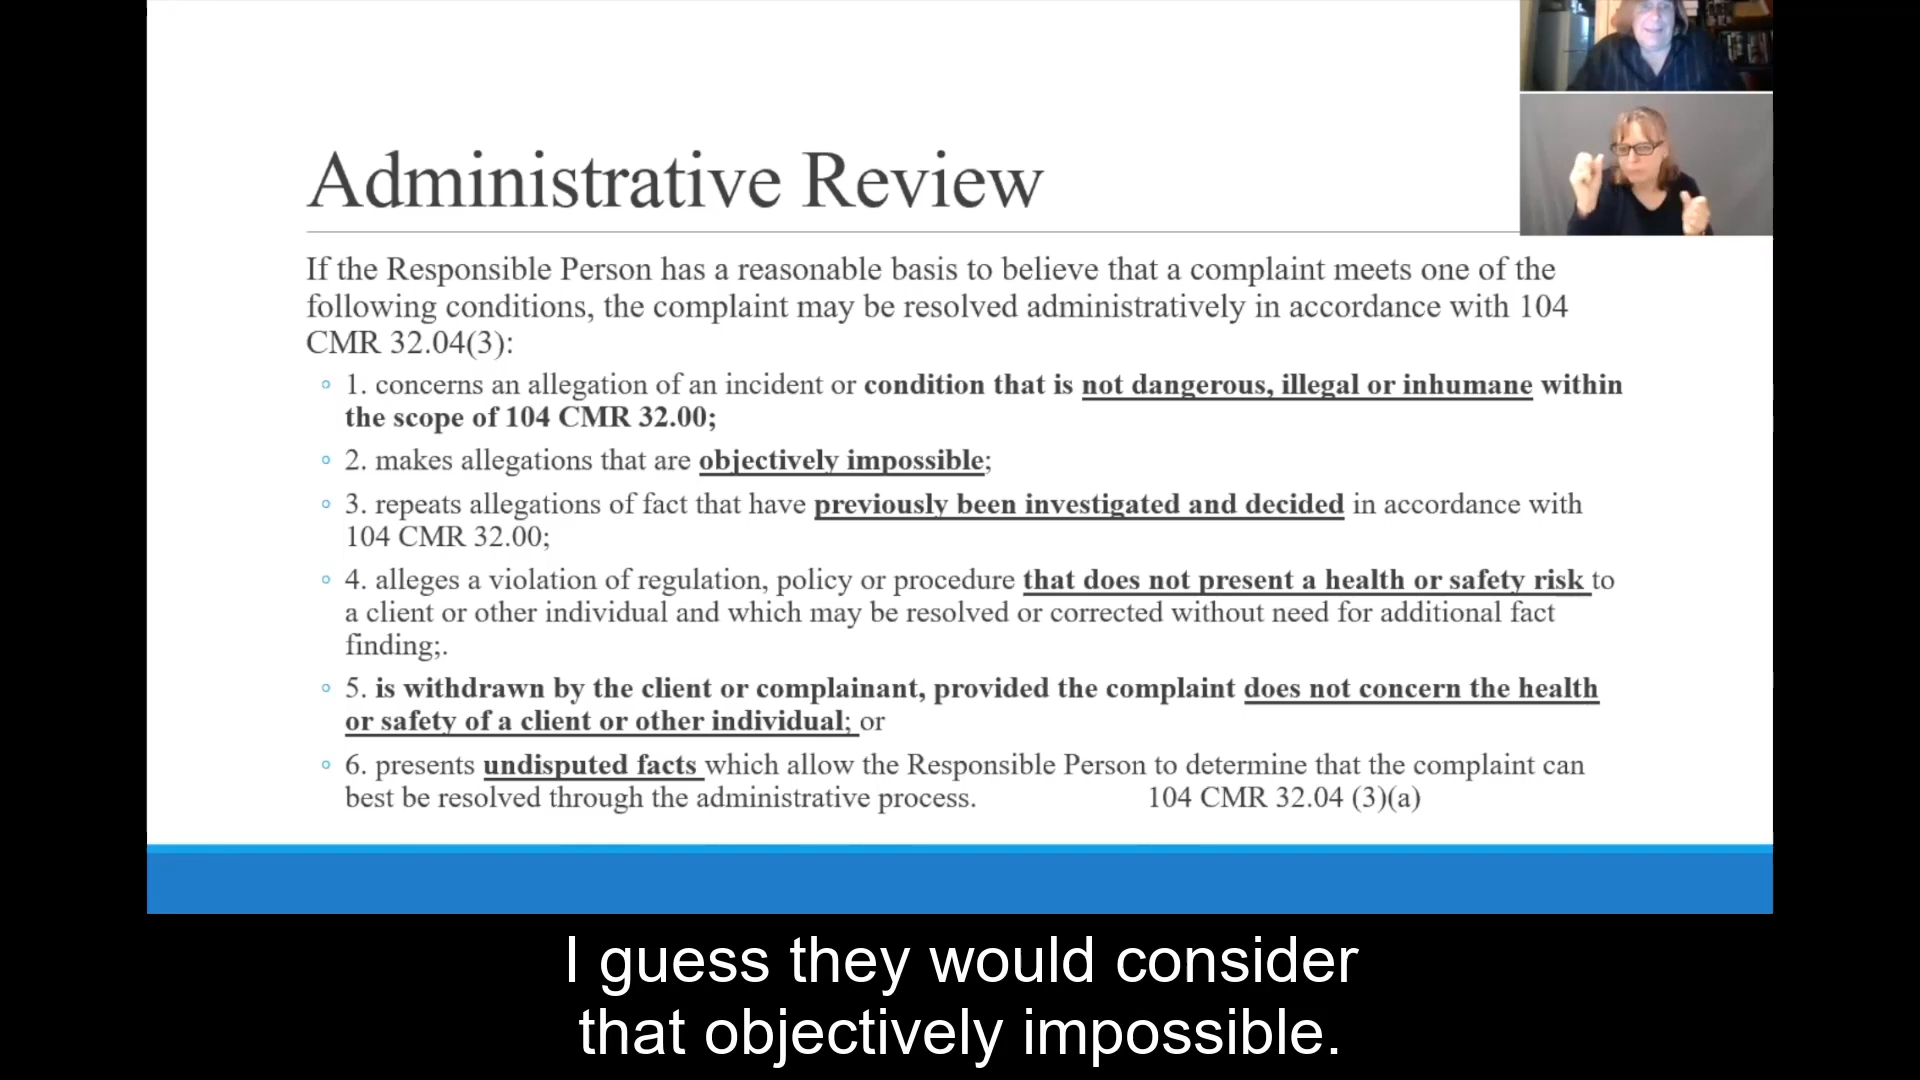 Administrative Review
If the Responsible Person has a reasonable basis to believe that a complaint meets one of the
following conditions, the complaint may be resolved administratively in accordance with 104
CMR 32.04(3):
◦ 1. concerns an allegation of an incident or condition that is not dangerous, illegal or inhumane within
the scope of 104 CMR 32.00;
◦ 2. makes allegations that are objectively impossible;
◦ 3. repeats allegations of fact that have previously been investigated and decided in accordance with
104 CMR 32.00;
◦ 4. alleges a violation of regulation, policy or procedure that does not present a health or safety risk to
a client or other individual and which may be resolved or corrected without need for additional fact
finding;.
◦ 5. is withdrawn by the client or complainant, provided the complaint does not concern the health
or safety of a client or other individual; or
◦ 6. presents undisputed facts which allow the Responsible Person to determine that the complaint can
best be resolved through the administrative process. 104 CMR 32.04 (3)(a)
I guess they would consider
that objectively impossible.